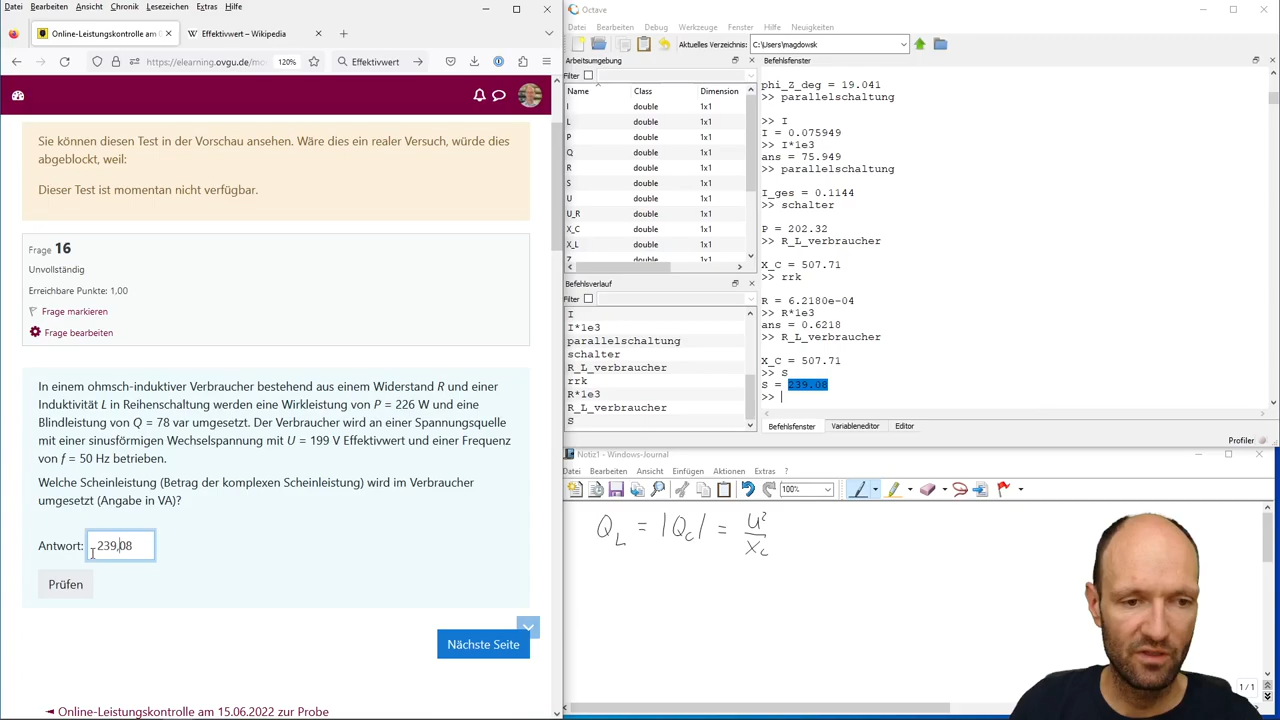 Datei Bearbeiten Ansicht Chronik Lesezeichen Extras Hilfe
Online-Leistungskontrolle am
Effektivwert – Wikipedia
https://elearning.ovgu.de/mo
120%
Effektivwert
Sie können diesen Test in der Vorschau ansehen. Wäre dies ein realer Versuch, würde dies
abgeblockt, weil:
Dieser Test ist momentan nicht verfügbar.
Frage 16
Unvollständig
Erreichbare Punkte: 1,00
Frage markieren
Frage bearbeiten
In einem ohmsch-induktiver Verbraucher bestehend aus einem Widerstand R und einer
Induktivität L in Reihenschaltung werden eine Wirkleistung von P = 226 W und eine
Blindleistung von Q = 78 var umgesetzt. Der Verbraucher wird an einer Spannungsquelle
mit einer sinusförmigen Wechselspannung mit U = 199 V Effektivwert und einer Frequenz
von f = 50 Hz betrieben.
Welche Scheinleistung (Betrag der komplexen Scheinleistung) wird im Verbraucher
umgesetzt (Angabe in VA)?
Antwort: 239,08
Prüfen
Nächste Seite
◄ Online-Leistungskontrolle am 15.06.2022 zur Probe
Octave
Datei Bearbeiten Debug Werkzeuge Fenster Hilfe Neuigkeiten
Aktuelles Verzeichnis: C:\Users\magdowsk
Arbeitsumgebung
Filter
Name Class Dimension
I double 1x1
L double 1x1
P double 1x1
Q double 1x1
R double 1x1
S double 1x1
U double 1x1
U_R double 1x1
X_C double 1x1
X_L double 1x1
Z double 1x1
Befehlsverlauf
Filter
I
I*1e3
parallelschaltung
schalter
R_L_verbraucher
rrk
R*1e3
R_L_verbraucher
S
Befehlsfenster
phi_Z_deg = 19.041
>> parallelschaltung
>> I
I = 0.075949
>> I*1e3
ans = 75.949
>> parallelschaltung
I_ges = 0.1144
>> schalter
P = 202.32
>> R_L_verbraucher
X_C = 507.71
>> rrk
R = 6.2180e-04
>> R*1e3
ans = 0.6218
>> R_L_verbraucher
X_C = 507.71
>> S
S = 239.08
>>
Befehlsfenster Variableneditor Editor
Profiler
Notiz1 - Windows-Journal
Datei Bearbeiten Ansicht Einfügen Aktionen Extras ?
100%
Q_L = |Q_C| = U²/X_C
1 / 1